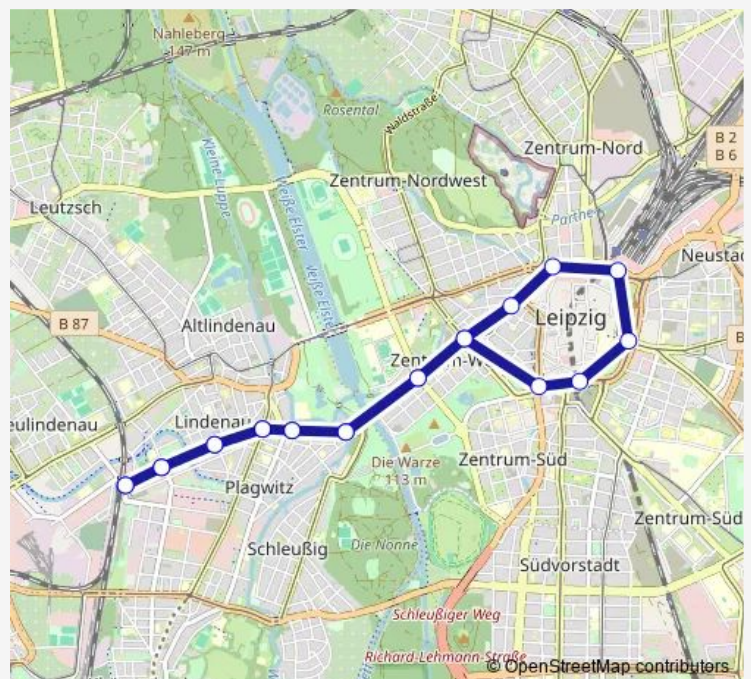 Nahleberg
147 m
Rosental
Waldstraße
Zentrum-Nord
B 2
B 6
Kleine Luppe
Zentrum-Nordwest
Leutzsch
Weiße Elster
Parthe
Neustad
Weiße Elster
B 87
Altlindenau
Leipzig
Zentrum-We
eulindenau
Lindenau
Die Warze
113 m
Zentrum-Süd
Plagwitz
Zentrum-Süd
Schleußig
Die Nonne
Südvorstadt
Schleußiger Weg
Richard-Lehmann-Straße
© OpenStreetMap contributors